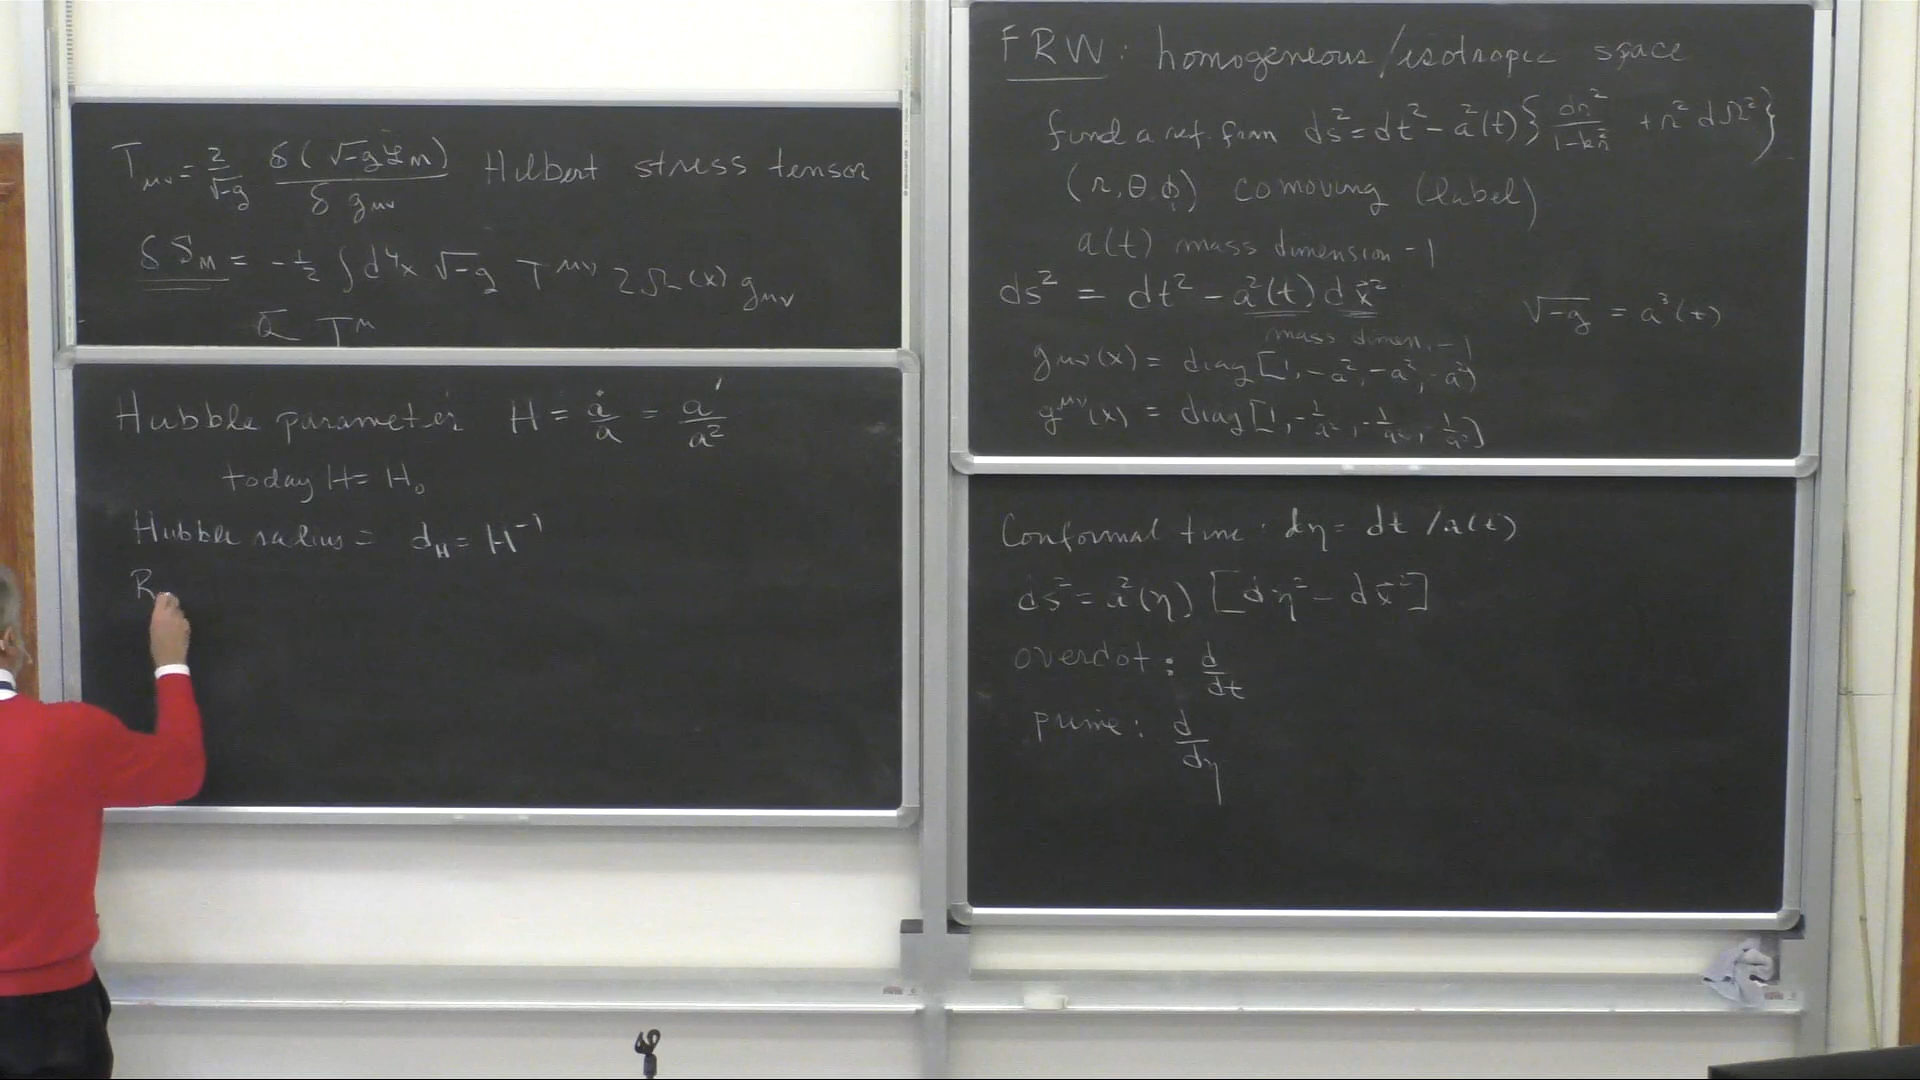 T_μν = 2/√-g δ(√-g ℒ_M)/δ g_μν Hilbert stress tensor
δS_M = -1/2 ∫d⁴x √-g T^μν 2Ω(x) g_μν
Hubble parameter H = ȧ/a = a'/a²
today H = H₀
Hubble radius = d_H = H⁻¹
R
FRW: homogeneous/isotropic space
fund a ref. from ds² = dt² - a²(t) { dr²/1-kr² + r² dΩ² }
(r, θ, φ) comoving (label)
a(t) mass dimension -1
ds² = dt² - a²(t) dx⃗²
√-g = a³(t)
mass dimen. -1
g_μν(x) = diag [1, -a², -a², -a²)
g^μν(x) = diag [1, -1/a², -1/a², 1/a²]
Conformal time: dη = dt /a(t)
ds² = a²(η) [dη² - dx⃗²]
overdot: d/dt
prime: d/dη